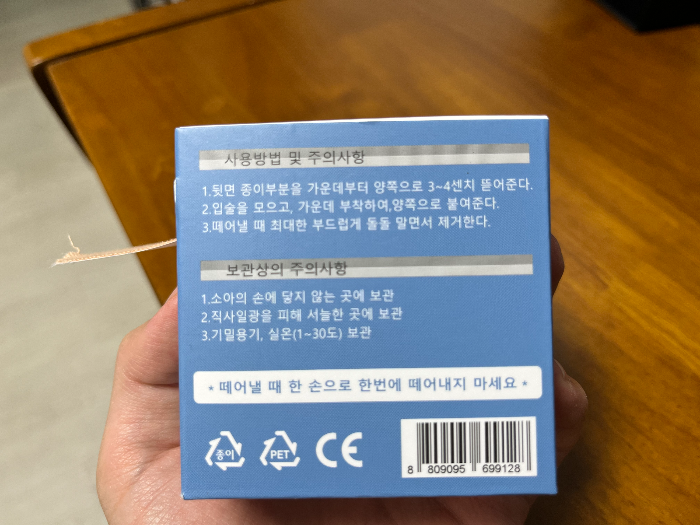 사용방법 및 주의사항
1.뒷면 종이부분을 가운데부터 양쪽으로 3~4센치 뜯어준다.
2.입술을 모으고, 가운데 부착하여,양쪽으로 붙여준다.
3.떼어낼 때 최대한 부드럽게 돌돌 말면서 제거한다.
보관상의 주의사항
1.소아의 손에 닿지 않는 곳에 보관
2.직사일광을 피해 서늘한 곳에 보관
3.기밀용기, 실온(1~30도) 보관
* 떼어낼 때 한 손으로 한번에 떼어내지 마세요 *
종이 PET CE
8 809095 699128